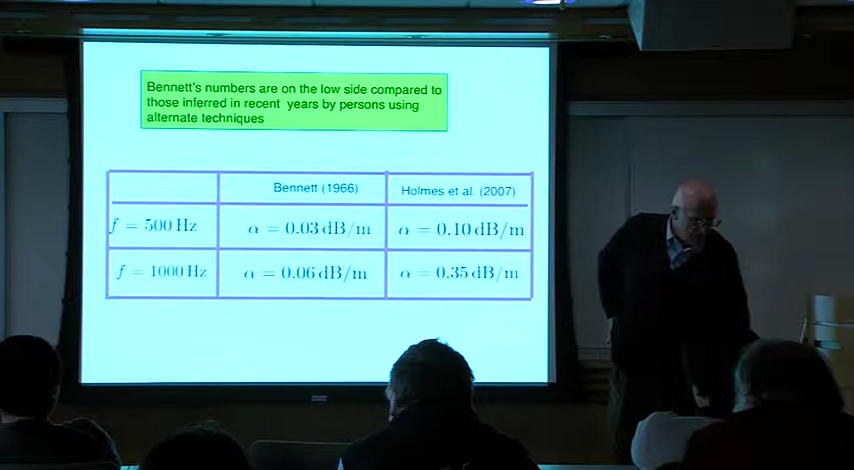 Bennett's numbers are on the low side compared to
those inferred in recent years by persons using
alternate techniques
Bennett (1966) Holmes et al. (2007)
f = 500 Hz α = 0.03 dB/m α = 0.10 dB/m
f = 1000 Hz α = 0.06 dB/m α = 0.35 dB/m